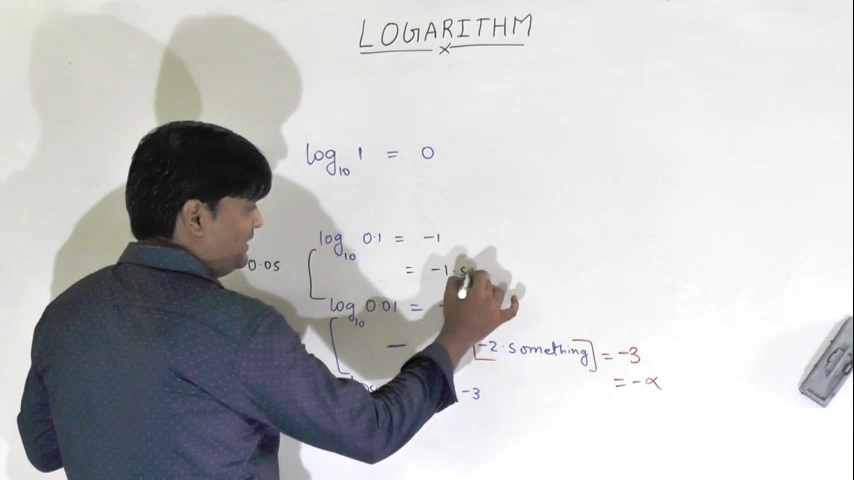 LOGARITHM
log₁₀ 1 = 0
log₁₀ 0.1 = -1
0.05 = -1.s
log₁₀ 0.01 =
- [-2.something] = -3
= -α
-3